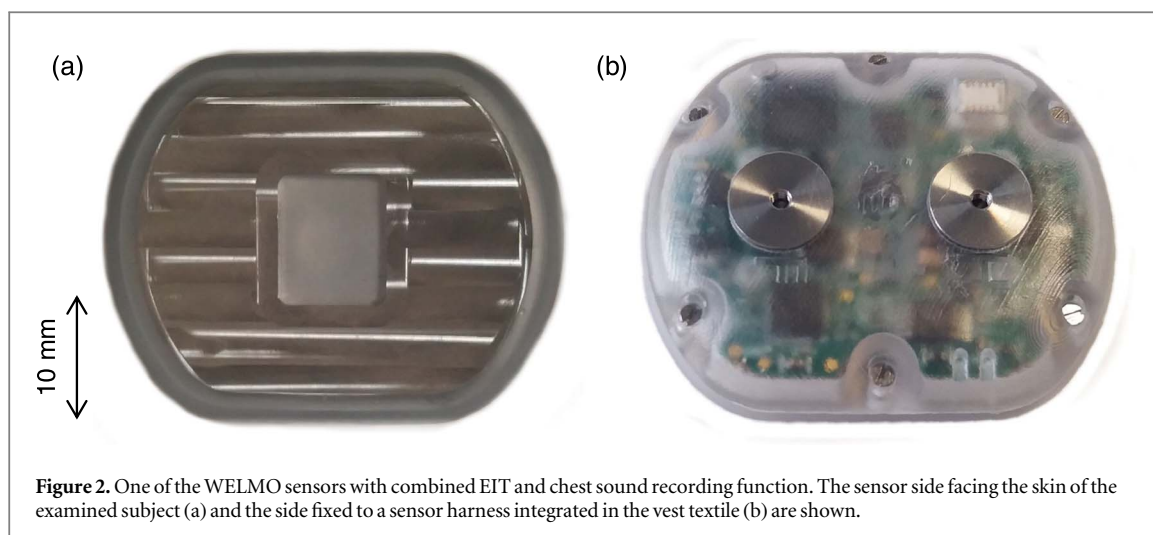 (a)
(b)
10 mm
Figure 2. One of the WELMO sensors with combined EIT and chest sound recording function. The sensor side facing the skin of the
examined subject (a) and the side fixed to a sensor harness integrated in the vest textile (b) are shown.